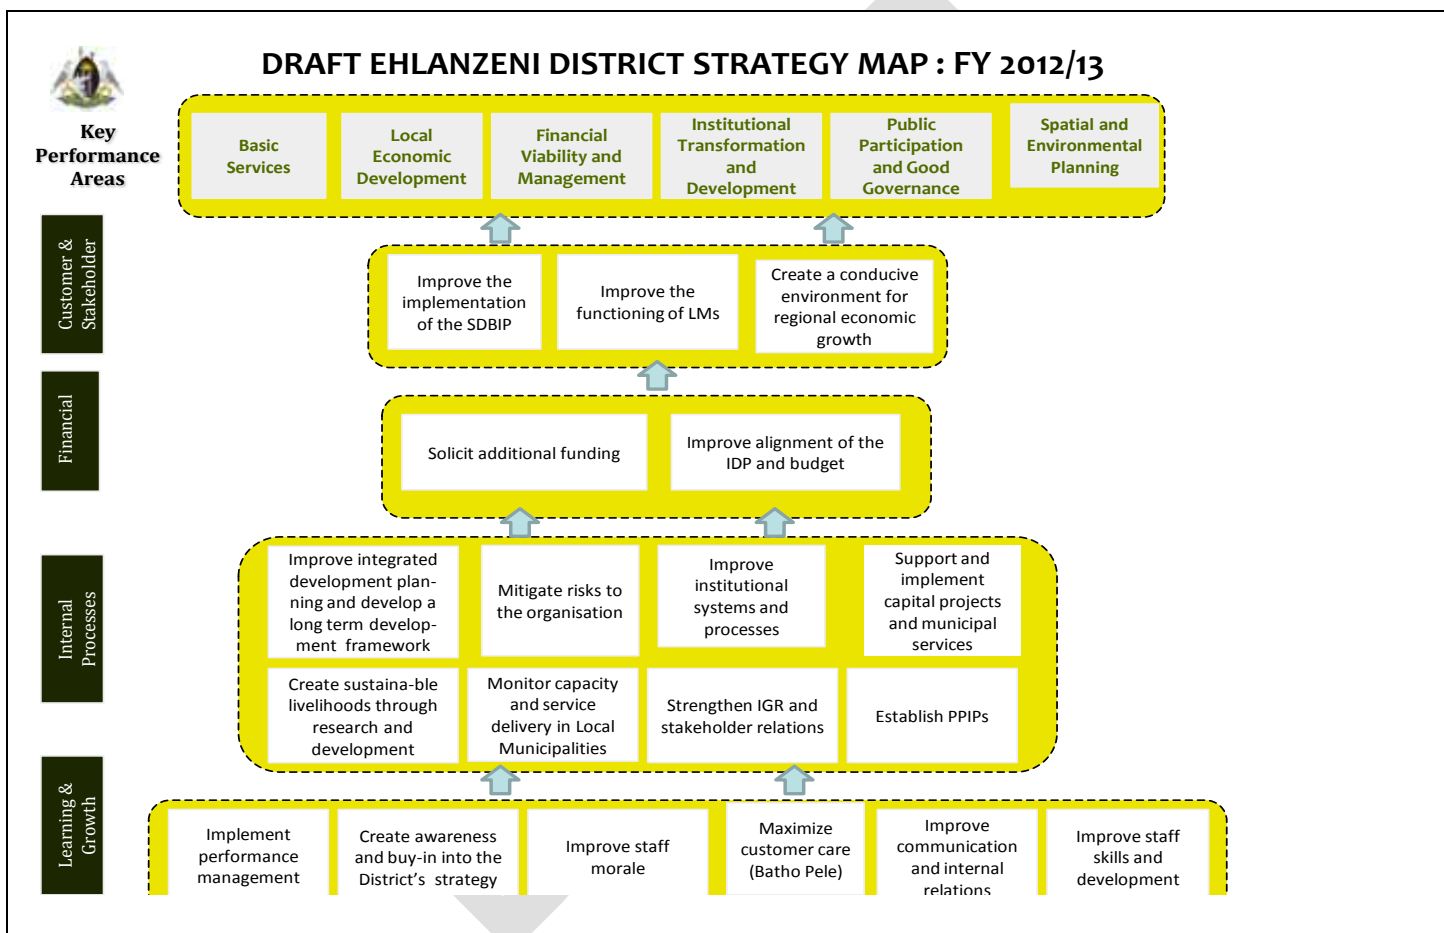 DRAFT EHLANZENI DISTRICT STRATEGY MAP : FY 2012/13
Key
Performance
Areas
Basic
Services
Local
Economic
Development
Financial
Viability and
Management
Institutional
Transformation
and
Development
Public
Participation
and Good
Governance
Spatial and
Environmental
Planning
Customer &
Stakeholder
Improve the
implementation
of the SDBIP
Improve the
functioning of LMs
Create a conducive
environment for
regional economic
growth
Financial
Solicit additional funding
Improve alignment of the
IDP and budget
Internal
Processes
Improve integrated
development plan-
ning and develop a
long term develop-
ment framework
Mitigate risks to
the organisation
Improve
institutional
systems and
processes
Support and
implement
capital projects
and municipal
services
Create sustaina-ble
livelihoods through
research and
development
Monitor capacity
and service
delivery in Local
Municipalities
Strengthen IGR and
stakeholder relations
Establish PPIPs
Learning &
Growth
Implement
performance
management
Create awareness
and buy-in into the
District's strategy
Improve staff
morale
Maximize
customer care
(Batho Pele)
Improve
communication
and internal
relations
Improve staff
skills and
development